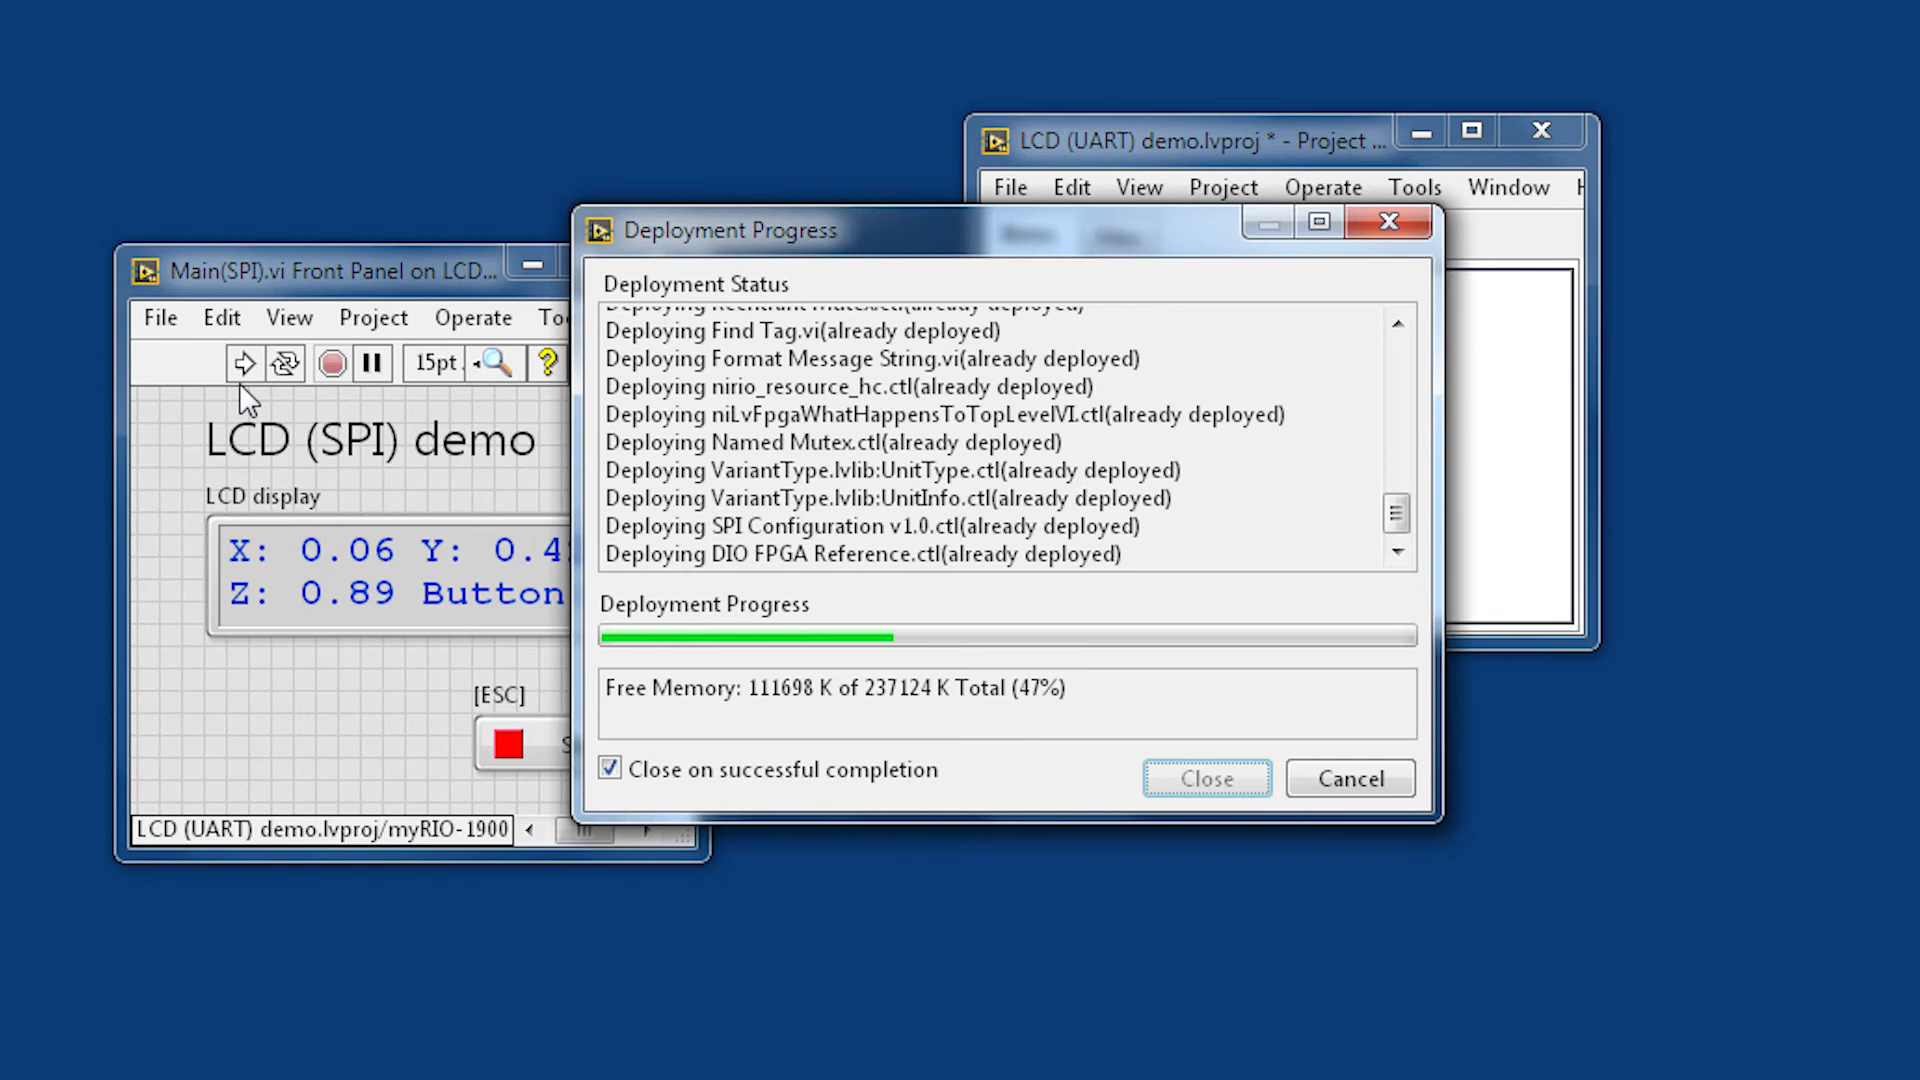 LCD (UART) demo.lvproj * - Project ...
File Edit View Project Operate Tools Window
Main(SPI).vi Front Panel on LCD...
File Edit View Project Operate
15pt
?
LCD (SPI) demo
LCD display
X: 0.06 Y: 0.4
Z: 0.89 Button
[ESC]
LCD (UART) demo.lvproj/myRIO-1900
Deployment Progress
Deployment Status
Deploying Reentrant Mutex.ctl(already deployed)
Deploying Find Tag.vi(already deployed)
Deploying Format Message String.vi(already deployed)
Deploying nirio_resource_hc.ctl(already deployed)
Deploying niLvFpgaWhatHappensToTopLevelVI.ctl(already deployed)
Deploying Named Mutex.ctl(already deployed)
Deploying VariantType.lvlib:UnitType.ctl(already deployed)
Deploying VariantType.lvlib:UnitInfo.ctl(already deployed)
Deploying SPI Configuration v1.0.ctl(already deployed)
Deploying DIO FPGA Reference.ctl(already deployed)
Deployment Progress
Free Memory: 111698 K of 237124 K Total (47%)
Close on successful completion
Close
Cancel